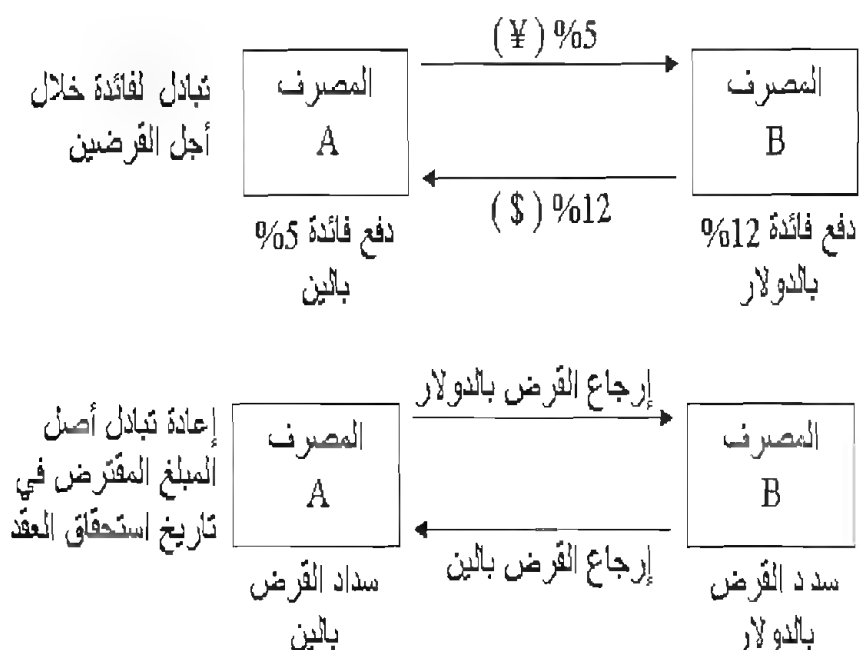 %5 (¥)
المصرف
A
المصرف
B
تبادل لفائدة خلال
أجل القرضين
%12 ($)
دفع فائدة 5%
بالين
دفع فائدة 12%
بالدولار
إرجاع القرض بالدولار
المصرف
A
المصرف
B
إعادة تبادل أصل
المبلغ المقترض في
تاريخ استحقاق العقد
إرجاع القرض بالين
سداد القرض
بالين
سد د القرض
بالدولار